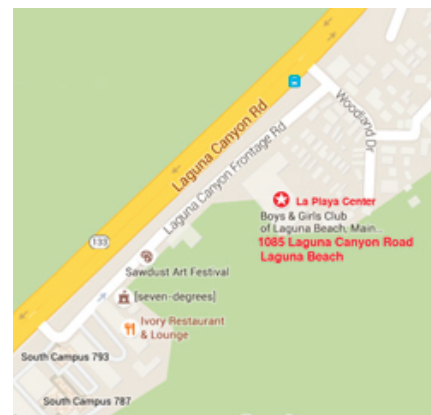 Laguna Canyon Rd
Laguna Canyon Frontage Rd
Woodland Dr
La Playa Center
Boys & Girls Club
of Laguna Beach, Main...
1085 Laguna Canyon Road
Laguna Beach
133
Sawdust Art Festival
[seven-degrees]
Ivory Restaurant
& Lounge
South Campus 793
South Campus 787